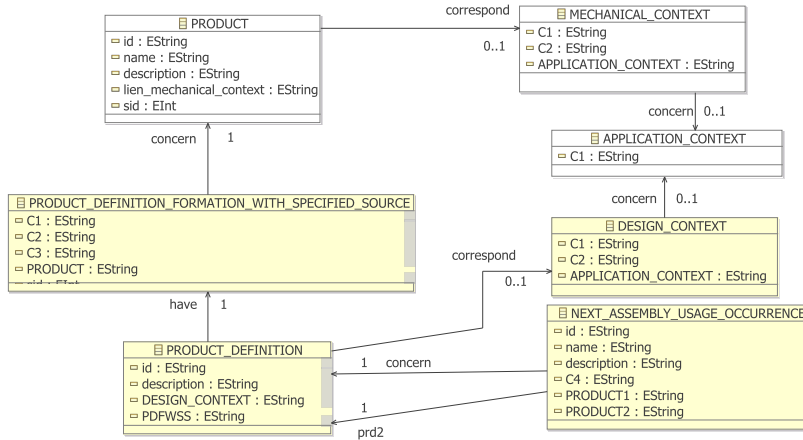 PRODUCT
id : EString
name : EString
description : EString
lien_mechanical_context : EString
sid : EInt
correspond
0..1
MECHANICAL_CONTEXT
C1 : EString
C2 : EString
APPLICATION_CONTEXT : EString
concern
0..1
APPLICATION_CONTEXT
C1 : EString
concern
1
concern
0..1
PRODUCT_DEFINITION_FORMATION_WITH_SPECIFIED_SOURCE
C1 : EString
C2 : EString
C3 : EString
PRODUCT : EString
sid : EInt
DESIGN_CONTEXT
C1 : EString
C2 : EString
APPLICATION_CONTEXT : EString
correspond
0..1
have
1
PRODUCT_DEFINITION
id : EString
description : EString
DESIGN_CONTEXT : EString
PDFWSS : EString
NEXT_ASSEMBLY_USAGE_OCCURRENCE
id : EString
name : EString
description : EString
C4 : EString
PRODUCT1 : EString
PRODUCT2 : EString
1
concern
1
prd2